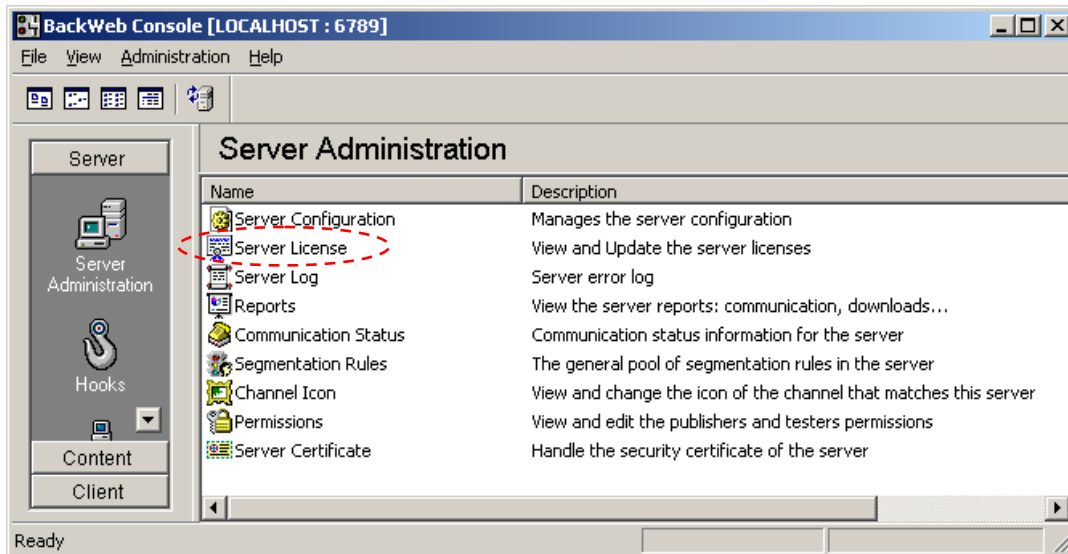 BackWeb Console [LOCALHOST : 6789]
File View Administration Help
Server
Server Administration
Server
Administration
Hooks
Content
Client
Name Description
Server Configuration Manages the server configuration
Server License View and Update the server licenses
Server Log Server error log
Reports View the server reports: communication, downloads...
Communication Status Communication status information for the server
Segmentation Rules The general pool of segmentation rules in the server
Channel Icon View and change the icon of the channel that matches this server
Permissions View and edit the publishers and testers permissions
Server Certificate Handle the security certificate of the server
Ready